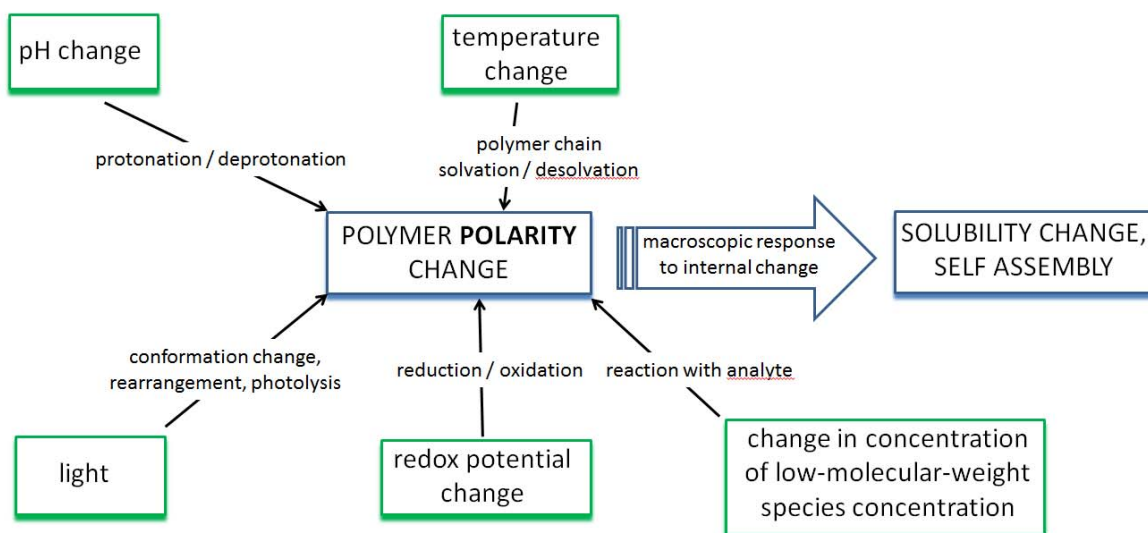 pH change
temperature
change
protonation / deprotonation
polymer chain
solvation / desolvation
POLYMER POLARITY
CHANGE
macroscopic response
to internal change
SOLUBILITY CHANGE,
SELF ASSEMBLY
conformation change,
rearrangement, photolysis
reduction / oxidation
reaction with analyte
light
redox potential
change
change in concentration
of low-molecular-weight
species concentration